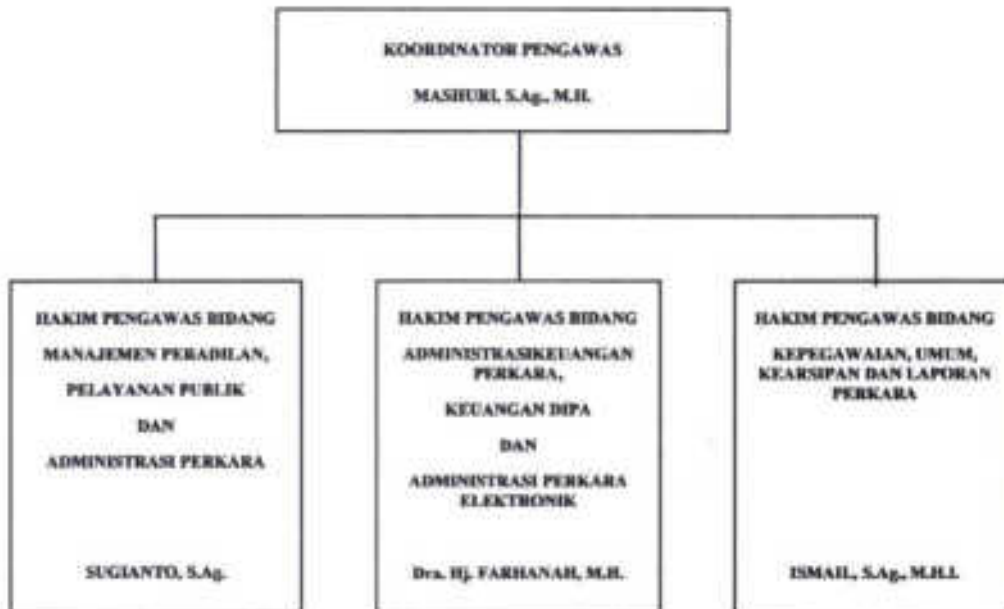 KOORDINATOR PENGAWAS
MASHURI, S.Ag., M.H.
HAKIM PENGAWAS BIDANG
MANAJEMEN PERADILAN,
PELAYANAN PUBLIK
DAN
ADMINISTRASI PERKARA
SUGIANTO, S.Ag.
HAKIM PENGAWAS BIDANG
ADMINISTRASIKEUANGAN
PERKARA,
KEUANGAN DIPA
DAN
ADMINISTRASI PERKARA
ELEKTRONIK
Dra. Hj. FARHANAH, M.H.
HAKIM PENGAWAS BIDANG
KEPEGAWAIAN, UMUM,
KEARSIPAN DAN LAPORAN
PERKARA
ISMAIL, S.Ag., M.H.I.